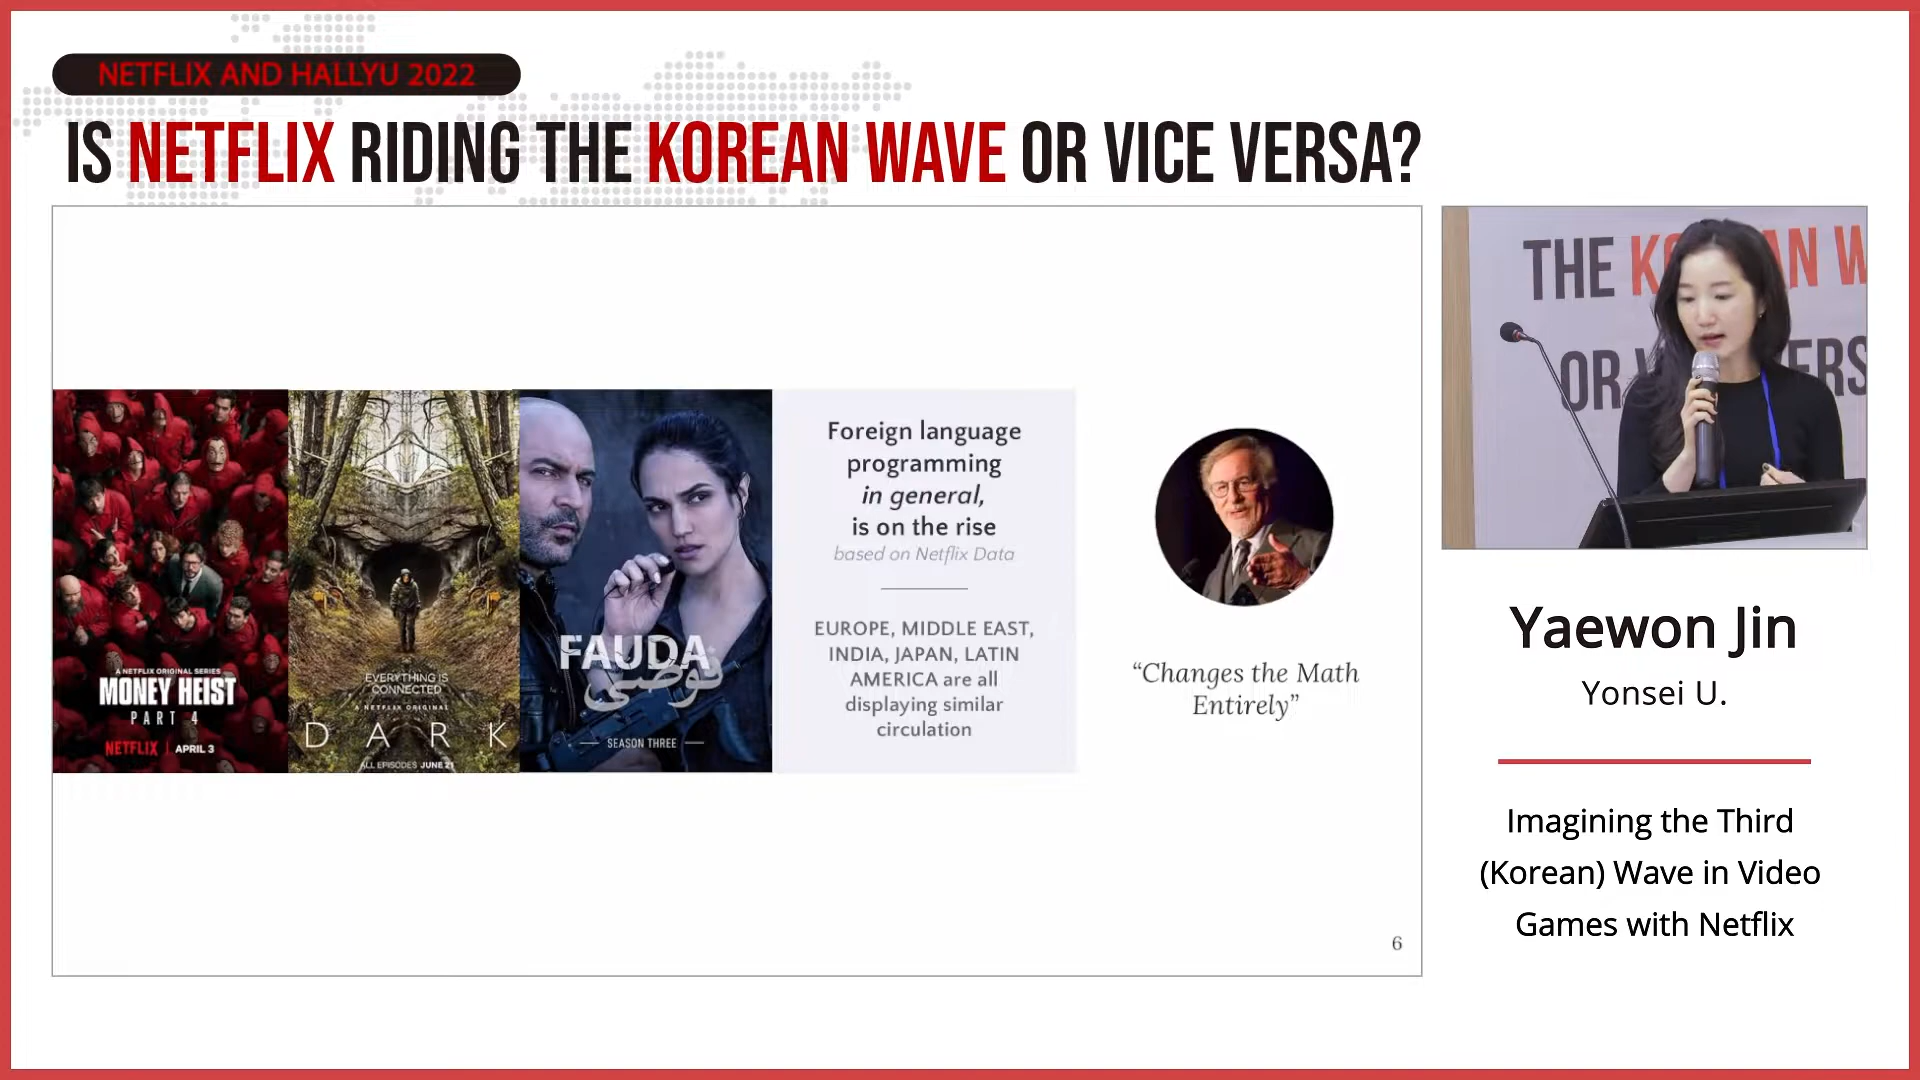 NETFLIX AND HALLYU 2022
IS NETFLIX RIDING THE KOREAN WAVE OR VICE VERSA?
A NETFLIX ORIGINAL SERIES
MONEY HEIST
PART 4
NETFLIX | APRIL 3
EVERYTHING IS
CONNECTED
A NETFLIX ORIGINAL
DARK
ALL EPISODES JUNE 21
FAUDA
فوضى
SEASON THREE
Foreign language
programming
in general,
is on the rise
based on Netflix Data
EUROPE, MIDDLE EAST,
INDIA, JAPAN, LATIN
AMERICA are all
displaying similar
circulation
“Changes the Math
Entirely”
6
THE KOREAN W
OR V ERS
Yaewon Jin
Yonsei U.
Imagining the Third
(Korean) Wave in Video
Games with Netflix